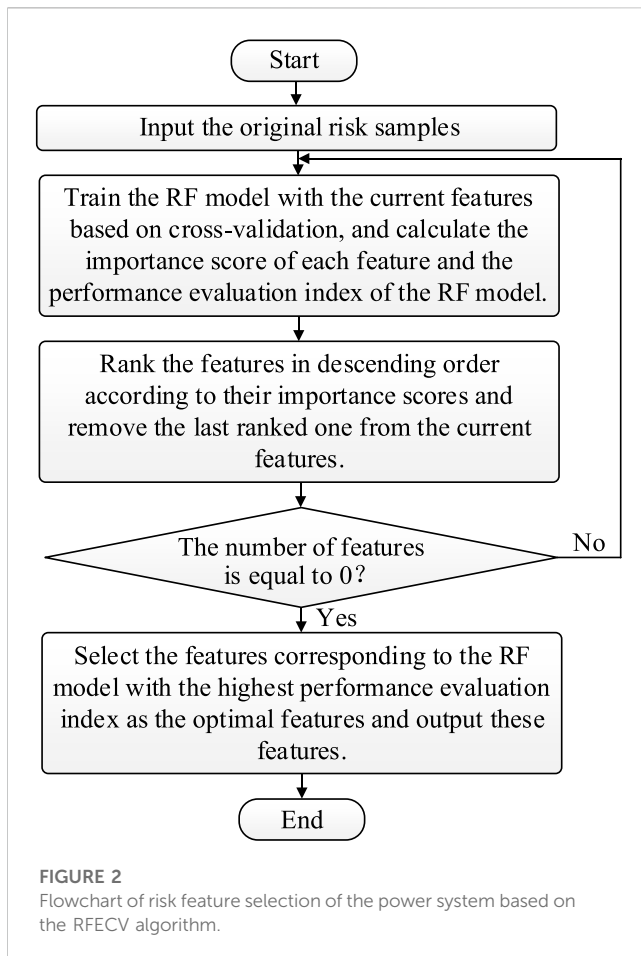 Start
Input the original risk samples
Train the RF model with the current features
based on cross-validation, and calculate the
importance score of each feature and the
performance evaluation index of the RF model.
Rank the features in descending order
according to their importance scores and
remove the last ranked one from the current
features.
The number of features
is equal to 0?
No
Yes
Select the features corresponding to the RF
model with the highest performance evaluation
index as the optimal features and output these
features.
End
FIGURE 2
Flowchart of risk feature selection of the power system based on
the RFECV algorithm.